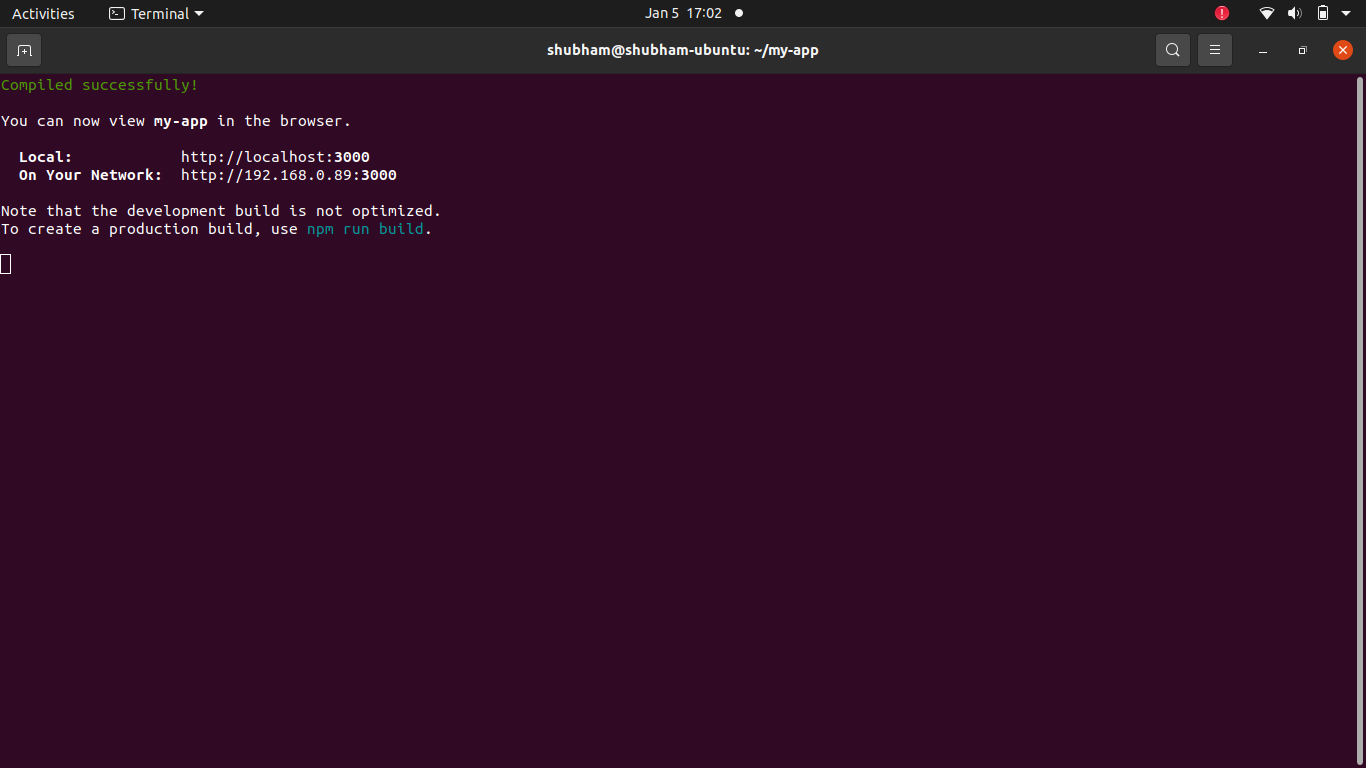 Activities Terminal Jan 5 17:02
shubham@shubham-ubuntu: ~/my-app
Compiled successfully!
You can now view my-app in the browser.
Local: http://localhost:3000
On Your Network: http://192.168.0.89:3000
Note that the development build is not optimized.
To create a production build, use npm run build.